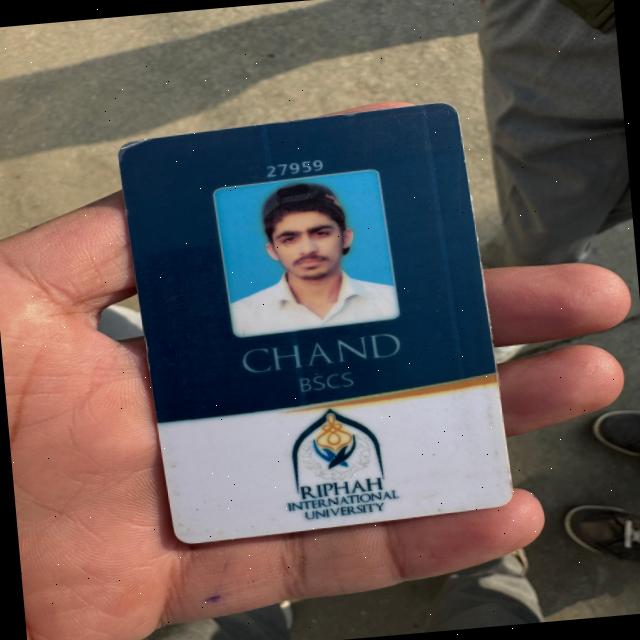 27959
CHAND
BSCS
RIPHAH
INTERNATIONAL
UNIVERSITY